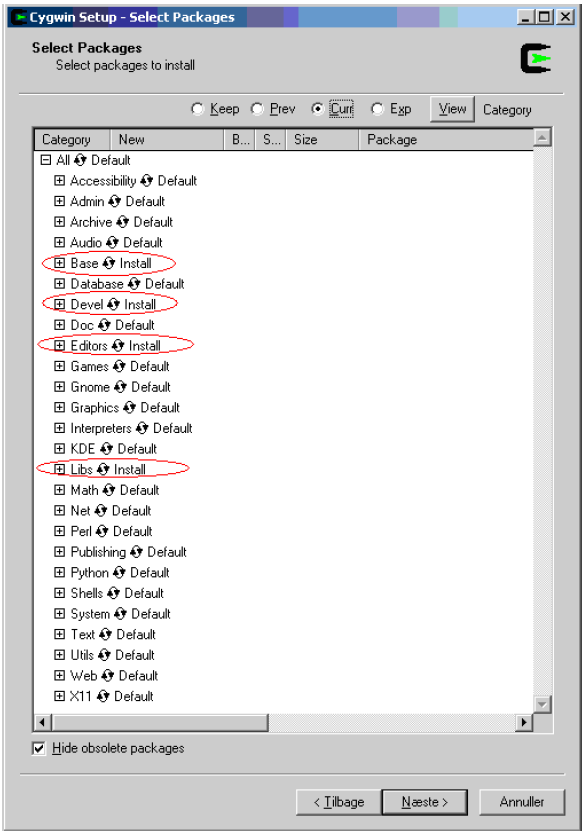 Cygwin Setup - Select Packages
Select Packages
Select packages to install
Keep Prev Curr Exp View Category
Category New B... S... Size Package
All Default
Accessibility Default
Admin Default
Archive Default
Audio Default
Base Install
Database Default
Devel Install
Doc Default
Editors Install
Games Default
Gnome Default
Graphics Default
Interpreters Default
KDE Default
Libs Install
Math Default
Net Default
Perl Default
Publishing Default
Python Default
Shells Default
System Default
Text Default
Utils Default
Web Default
X11 Default
Hide obsolete packages
< Tilbage Næste > Annuller